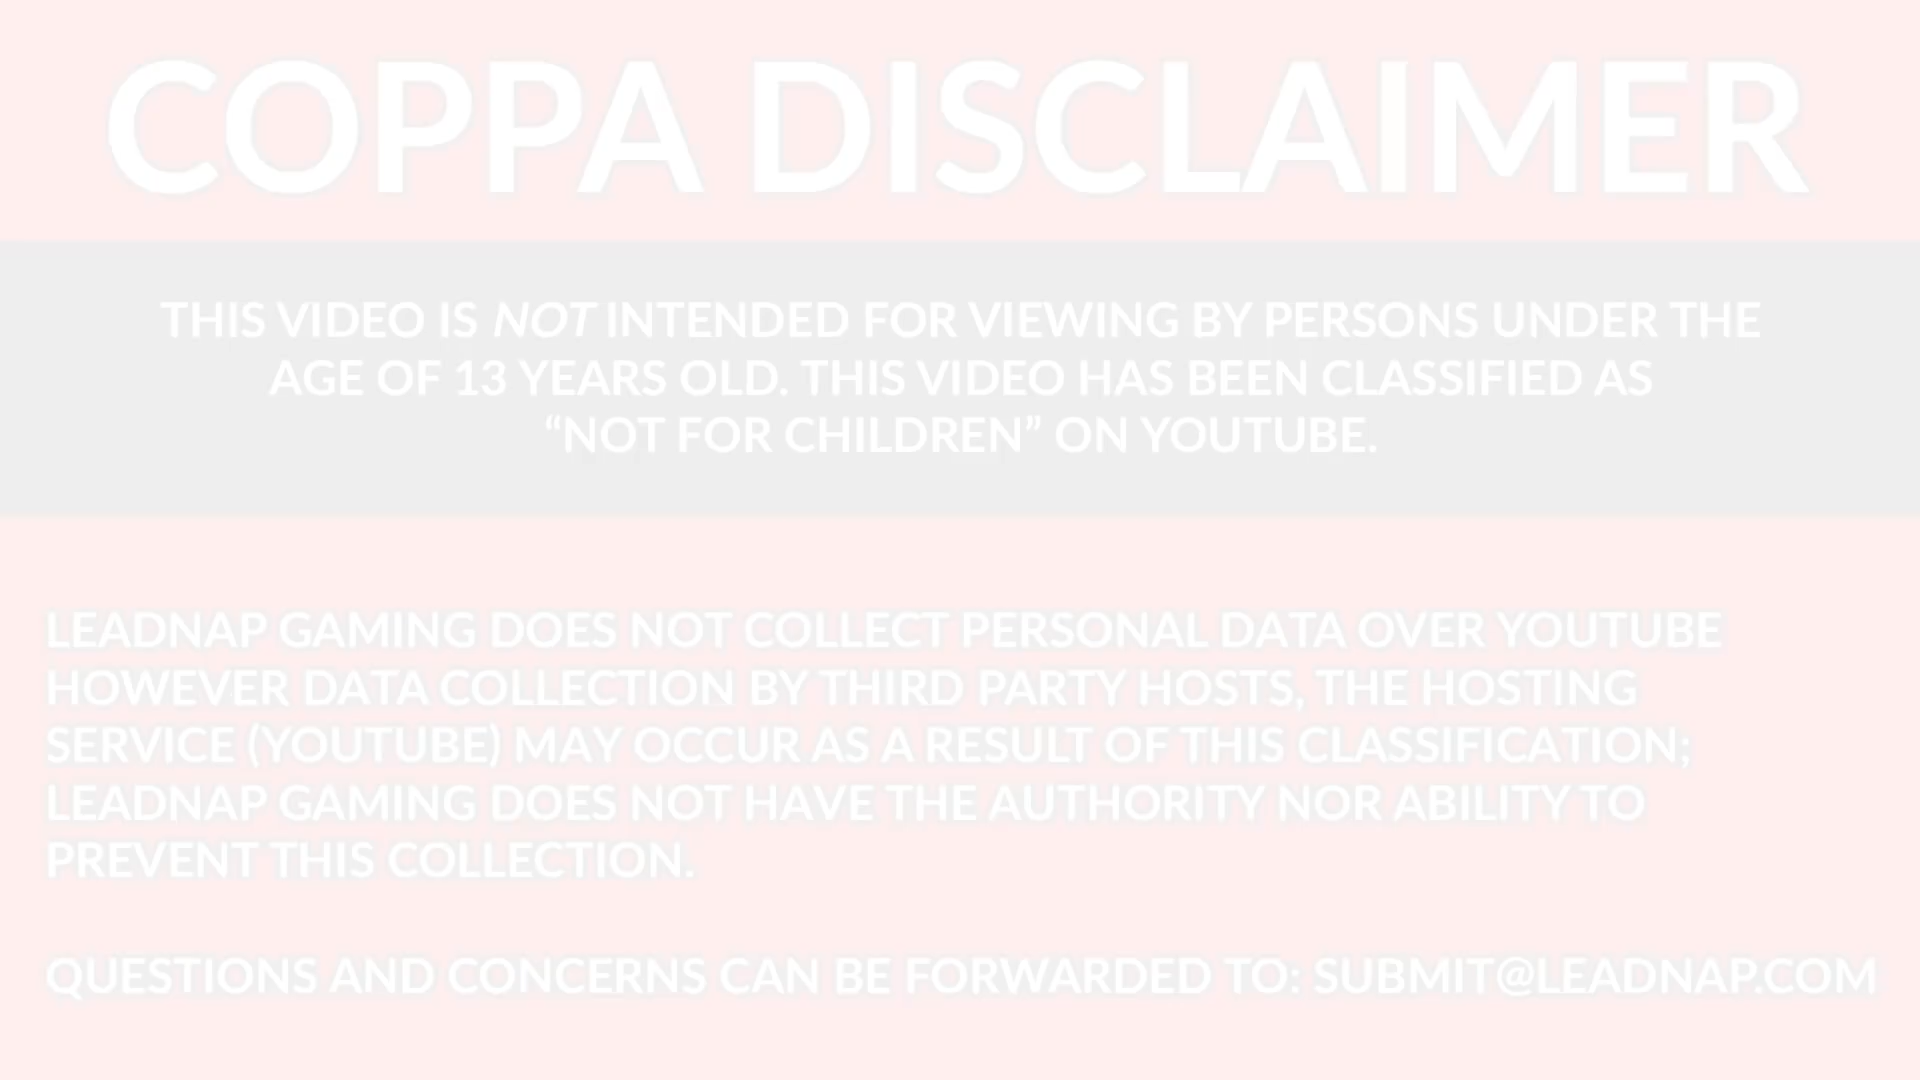 COPPA DISCLAIMER
THIS VIDEO IS NOT INTENDED FOR VIEWING BY PERSONS UNDER THE
AGE OF 13 YEARS OLD. THIS VIDEO HAS BEEN CLASSIFIED AS
“NOT FOR CHILDREN” ON YOUTUBE.
LEADNAP GAMING DOES NOT COLLECT PERSONAL DATA OVER YOUTUBE
HOWEVER DATA COLLECTION BY THIRD PARTY HOSTS, THE HOSTING
SERVICE (YOUTUBE) MAY OCCUR AS A RESULT OF THIS CLASSIFICATION;
LEADNAP GAMING DOES NOT HAVE THE AUTHORITY NOR ABILITY TO
PREVENT THIS COLLECTION.
QUESTIONS AND CONCERNS CAN BE FORWARDED TO: SUBMIT@LEADNAP.COM